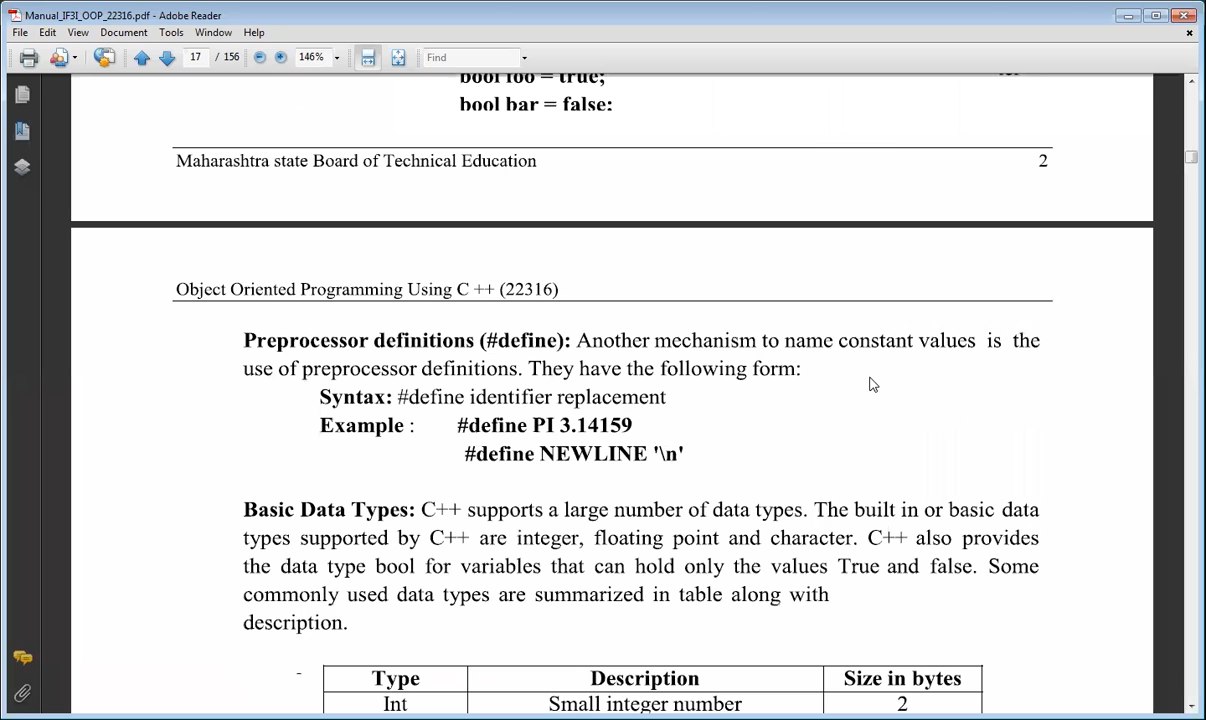 Manual_IF3I_OOP_22316.pdf - Adobe Reader
File Edit View Document Tools Window Help
17 / 156 146% Find
bool foo = true;
bool bar = false:
Maharashtra state Board of Technical Education 2
Object Oriented Programming Using C ++ (22316)
Preprocessor definitions (#define): Another mechanism to name constant values is the
use of preprocessor definitions. They have the following form:
Syntax: #define identifier replacement
Example : #define PI 3.14159
#define NEWLINE '\n'
Basic Data Types: C++ supports a large number of data types. The built in or basic data
types supported by C++ are integer, floating point and character. C++ also provides
the data type bool for variables that can hold only the values True and false. Some
commonly used data types are summarized in table along with
description.
Type Description Size in bytes
Int Small integer number 2